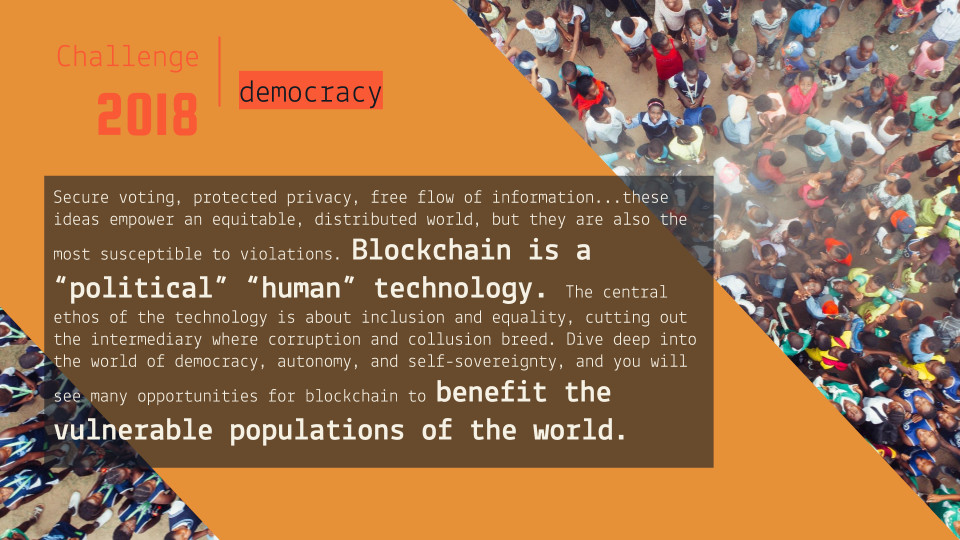 Challenge
2018
democracy
Secure voting, protected privacy, free flow of information...these
ideas empower an equitable, distributed world, but they are also the
most susceptible to violations. Blockchain is a
“political” “human” technology. The central
ethos of the technology is about inclusion and equality, cutting out
the intermediary where corruption and collusion breed. Dive deep into
the world of democracy, autonomy, and self-sovereignty, and you will
see many opportunities for blockchain to benefit the
vulnerable populations of the world.